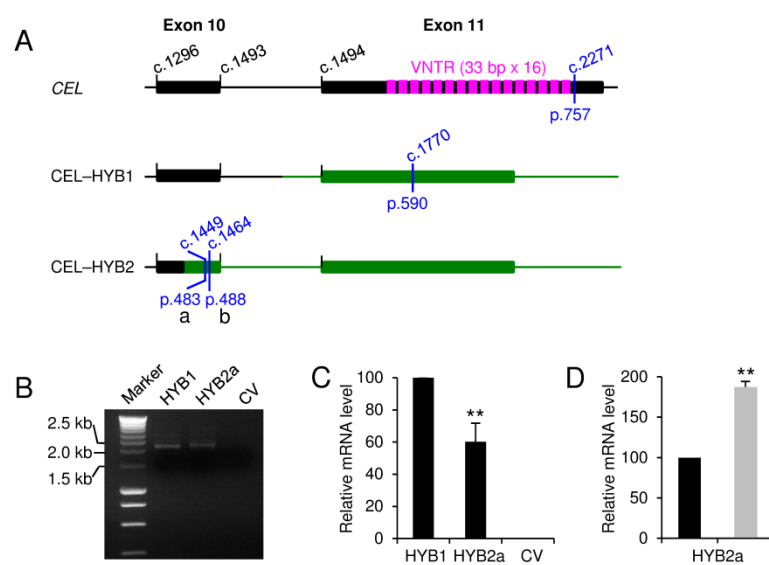 A
Exon 10
Exon 11
c.1296
c.1493
c.1494
VNTR (33 bp x 16)
c.2271
CEL
p.757
CEL–HYB1
c.1770
p.590
CEL–HYB2
c.1449
c.1464
p.483
p.488
a
b
B
Marker
HYB1
HYB2a
CV
2.5 kb
2.0 kb
1.5 kb
C
Relative mRNA level
100
80
60
40
20
0
**
HYB1
HYB2a
CV
D
Relative mRNA level
200
150
100
50
0
**
HYB2a